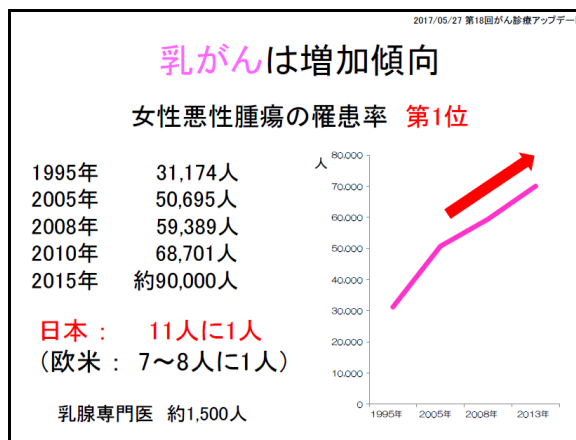 2017/05/27 第18回がん診療アップデート
乳がんは増加傾向
女性悪性腫瘍の罹患率 第1位
1995年 31,174人
2005年 50,695人
2008年 59,389人
2010年 68,701人
2015年 約90,000人
日本： 11人に1人
（欧米： 7～8人に1人）
乳腺専門医 約1,500人
人
80.000
70.000
60.000
50.000
40.000
30.000
20.000
10.000
0
1995年 2005年 2008年 2013年